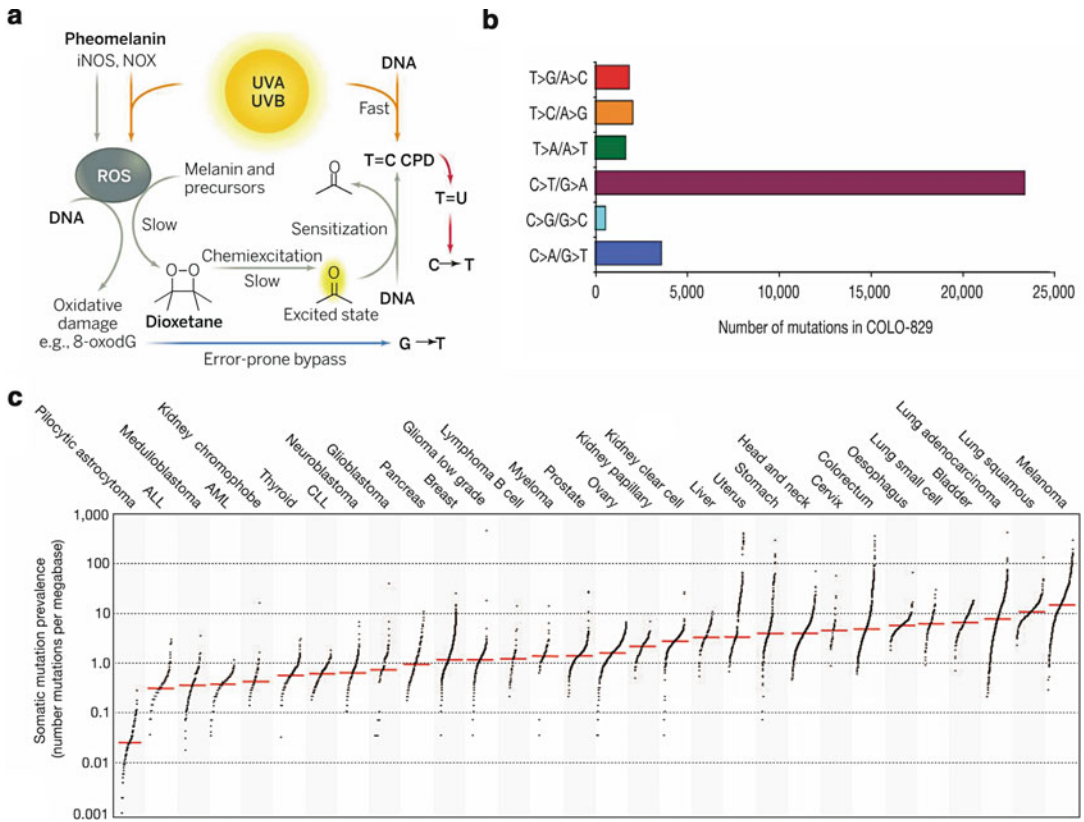 a
Pheomelanin
iNOS, NOX
UVA
UVB
DNA
Fast
ROS
Melanin and
precursors
DNA
Slow
T=C CPD
T=U
Sensitization
C→T
Chemiexcitation
Slow
O-O
Dioxetane
O
O
Excited state
DNA
Oxidative
damage
e.g., 8-oxodG
Error-prone bypass
G→T
b
T>G/A>C
T>C/A>G
T>A/A>T
C>T/G>A
C>G/G>C
C>A/G>T
0 5,000 10,000 15,000 20,000 25,000
Number of mutations in COLO-829
c
Pilocytic astrocytoma
ALL
Medulloblastoma
AML
Kidney chromophobe
Thyroid
CLL
Neuroblastoma
Glioblastoma
Pancreas
Breast
Glioma low grade
Lymphoma B cell
Myeloma
Prostate
Ovary
Kidney papillary
Kidney clear cell
Liver
Uterus
Stomach
Head and neck
Cervix
Colorectum
Oesophagus
Lung small cell
Bladder
Lung adenocarcinoma
Lung squamous
Melanoma
Somatic mutation prevalence
(number mutations per megabase)
1,000
100
10
1.0
0.1
0.01
0.001